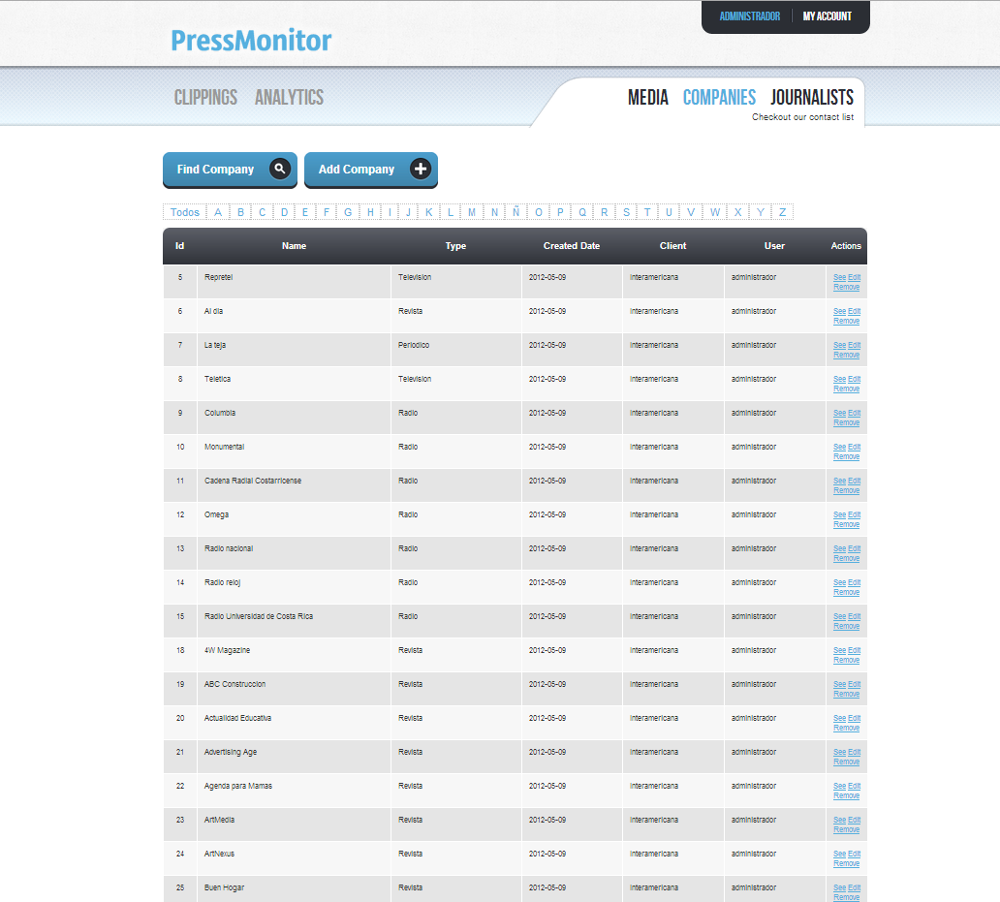 ADMINISTRADOR MY ACCOUNT
PressMonitor
CLIPPINGS ANALYTICS MEDIA COMPANIES JOURNALISTS
Checkout our contact list
Find Company Add Company
Todos A B C D E F G H I J K L M N Ñ O P Q R S T U V W X Y Z
Id Name Type Created Date Client User Actions
5 Repretel Television 2012-05-09 Interamericana administrador See Edit
Remove
6 Al dia Revista 2012-05-09 Interamericana administrador See Edit
Remove
7 La teja Periodico 2012-05-09 Interamericana administrador See Edit
Remove
8 Teletica Television 2012-05-09 Interamericana administrador See Edit
Remove
9 Columbia Radio 2012-05-09 Interamericana administrador See Edit
Remove
10 Monumental Radio 2012-05-09 Interamericana administrador See Edit
Remove
11 Cadena Radial Costarricense Radio 2012-05-09 Interamericana administrador See Edit
Remove
12 Omega Radio 2012-05-09 Interamericana administrador See Edit
Remove
13 Radio nacional Radio 2012-05-09 Interamericana administrador See Edit
Remove
14 Radio reloj Radio 2012-05-09 Interamericana administrador See Edit
Remove
15 Radio Universidad de Costa Rica Radio 2012-05-09 Interamericana administrador See Edit
Remove
18 4W Magazine Revista 2012-05-09 Interamericana administrador See Edit
Remove
19 ABC Construccion Revista 2012-05-09 Interamericana administrador See Edit
Remove
20 Actualidad Educativa Revista 2012-05-09 Interamericana administrador See Edit
Remove
21 Advertising Age Revista 2012-05-09 Interamericana administrador See Edit
Remove
22 Agenda para Mamas Revista 2012-05-09 Interamericana administrador See Edit
Remove
23 ArtMedia Revista 2012-05-09 Interamericana administrador See Edit
Remove
24 ArtNexus Revista 2012-05-09 Interamericana administrador See Edit
Remove
25 Buen Hogar Revista 2012-05-09 Interamericana administrador See Edit
Remove